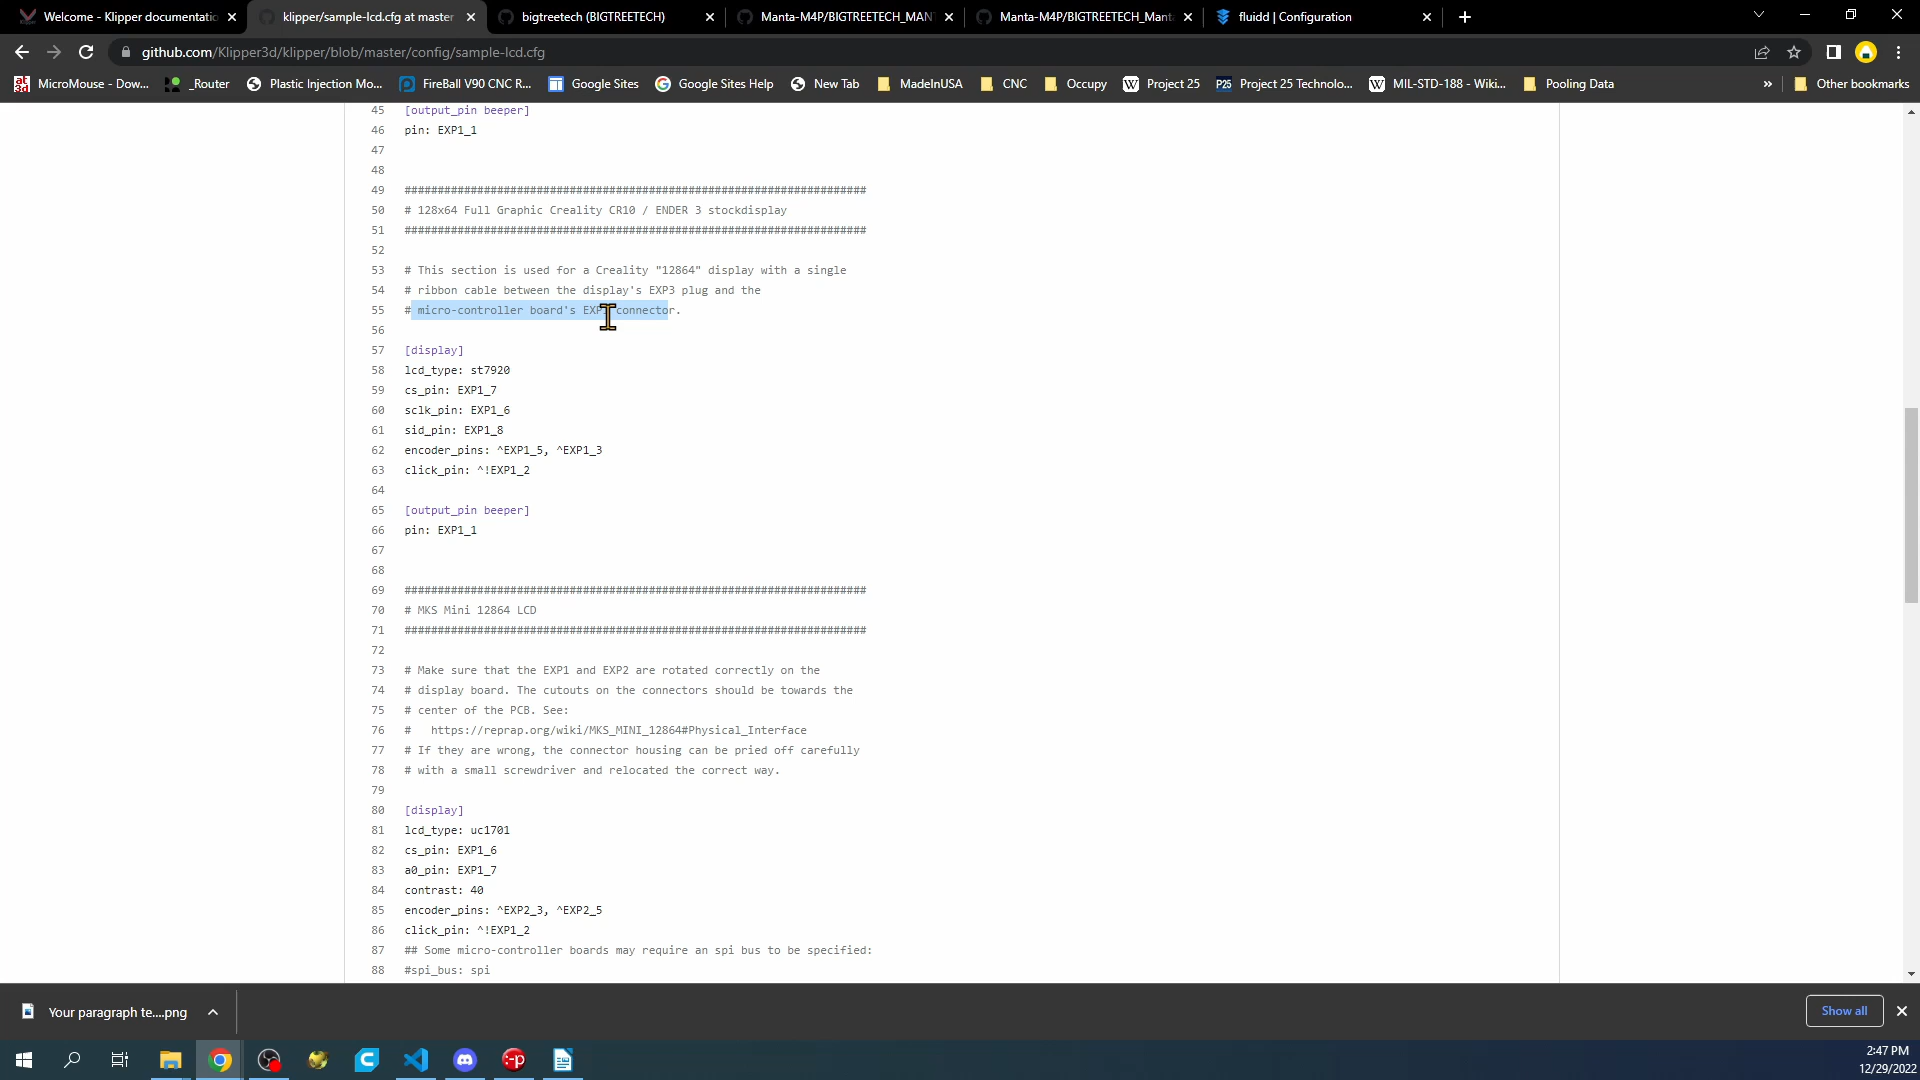 Welcome - Klipper documentatio
klipper/sample-lcd.cfg at master
bigtreetech (BIGTREETECH)
Manta-M4P/BIGTREETECH_MAN
Manta-M4P/BIGTREETECH_Manta
fluidd | Configuration
github.com/Klipper3d/klipper/blob/master/config/sample-lcd.cfg
MicroMouse - Dow... _Router Plastic Injection Mo... FireBall V90 CNC R... Google Sites Google Sites Help New Tab MadeInUSA CNC Occupy Project 25 P25 Project 25 Technolo... MIL-STD-188 - Wiki... Pooling Data » Other bookmarks
45 [output_pin beeper]
46 pin: EXP1_1
47
48
49 ######################################################################
50 # 128x64 Full Graphic Creality CR10 / ENDER 3 stockdisplay
51 ######################################################################
52
53 # This section is used for a Creality "12864" display with a single
54 # ribbon cable between the display's EXP3 plug and the
55 # micro-controller board's EXP1 connector.
56
57 [display]
58 lcd_type: st7920
59 cs_pin: EXP1_7
60 sclk_pin: EXP1_6
61 sid_pin: EXP1_8
62 encoder_pins: ^EXP1_5, ^EXP1_3
63 click_pin: ^!EXP1_2
64
65 [output_pin beeper]
66 pin: EXP1_1
67
68
69 ######################################################################
70 # MKS Mini 12864 LCD
71 ######################################################################
72
73 # Make sure that the EXP1 and EXP2 are rotated correctly on the
74 # display board. The cutouts on the connectors should be towards the
75 # center of the PCB. See:
76 #   https://reprap.org/wiki/MKS_MINI_12864#Physical_Interface
77 # If they are wrong, the connector housing can be pried off carefully
78 # with a small screwdriver and relocated the correct way.
79
80 [display]
81 lcd_type: uc1701
82 cs_pin: EXP1_6
83 a0_pin: EXP1_7
84 contrast: 40
85 encoder_pins: ^EXP2_3, ^EXP2_5
86 click_pin: ^!EXP1_2
87 ## Some micro-controller boards may require an spi bus to be specified:
88 #spi_bus: spi
Your paragraph te....png
Show all
2:47 PM
12/29/2022